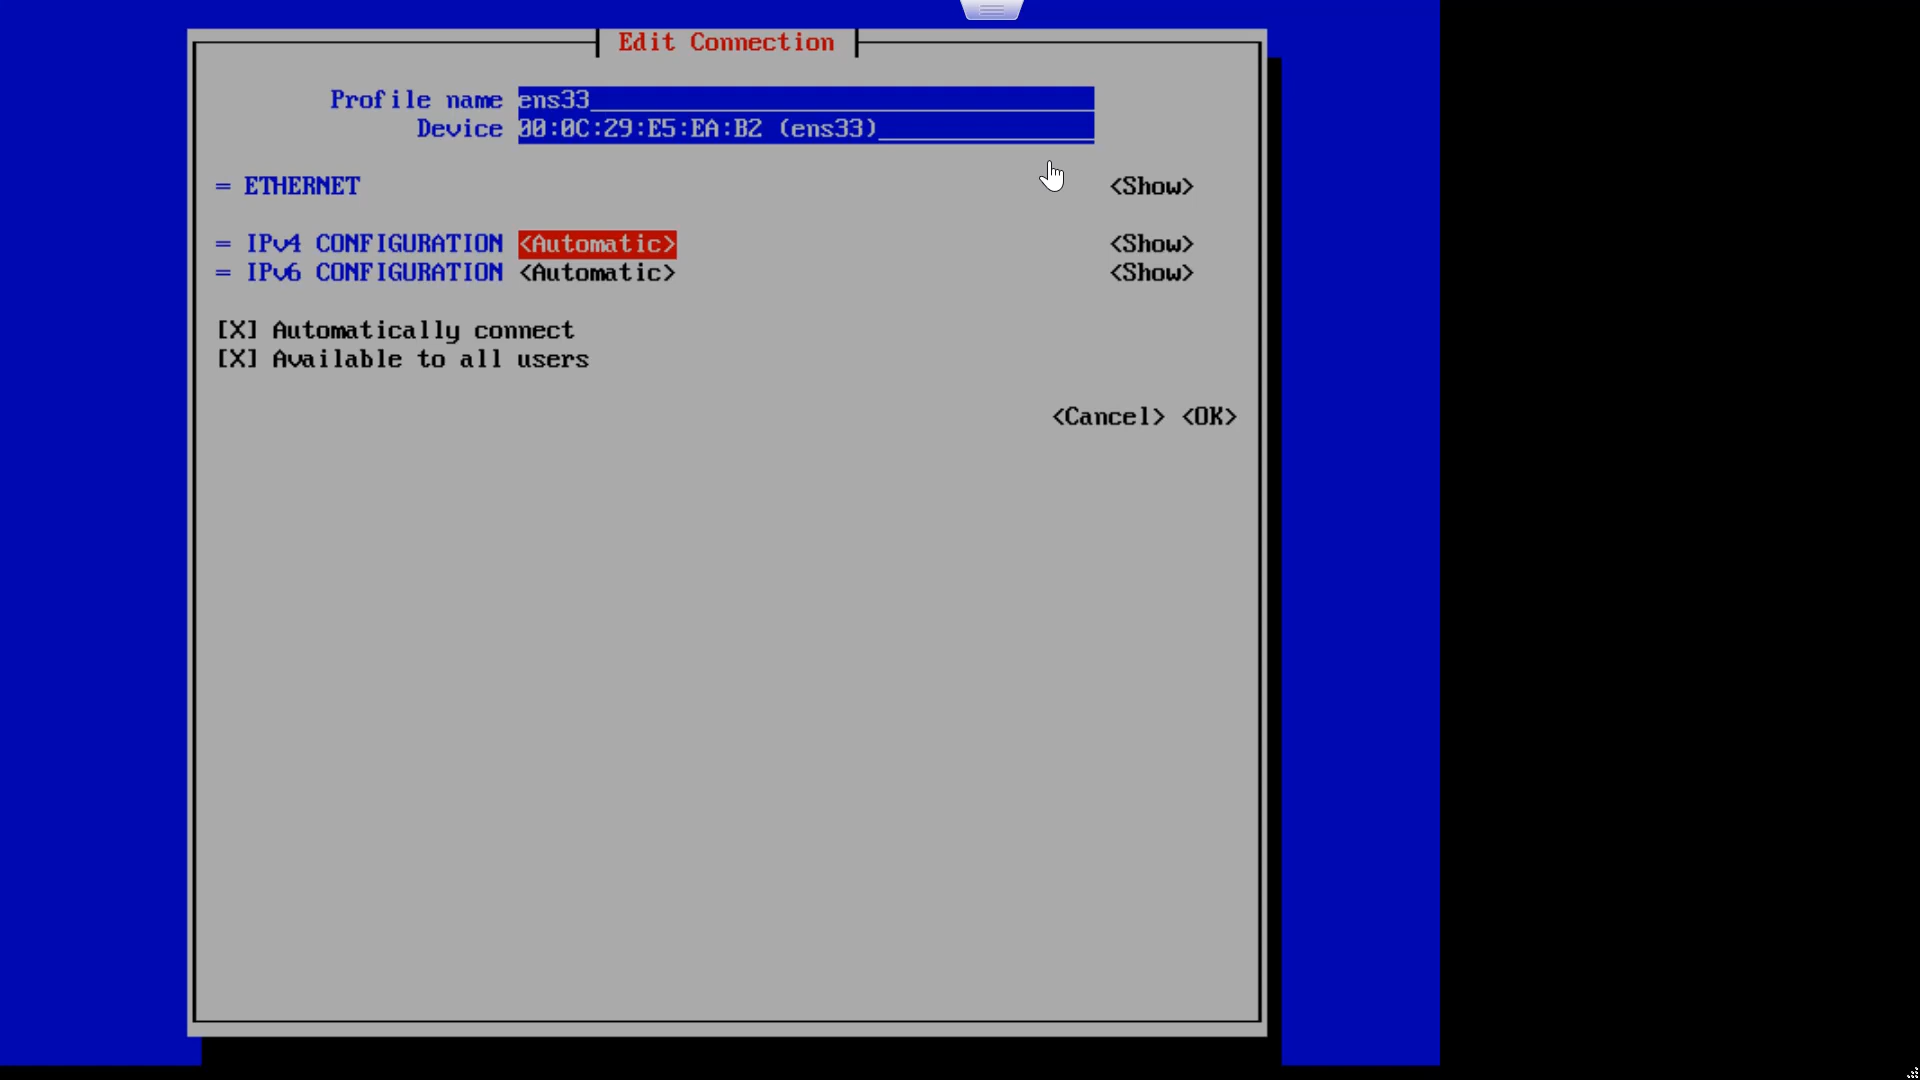 Edit Connection
Profile name ens33
Device 00:0C:29:E5:EA:B2 (ens33)
= ETHERNET <Show>
= IPv4 CONFIGURATION <Automatic> <Show>
= IPv6 CONFIGURATION <Automatic> <Show>
[X] Automatically connect
[X] Available to all users
<Cancel> <OK>